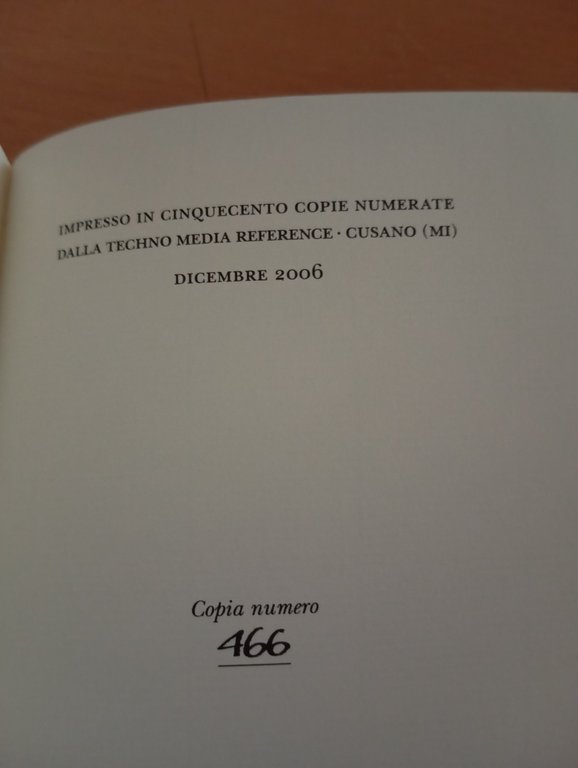 IMPRESSO IN CINQUECENTO COPIE NUMERATE
DALLA TECHNO MEDIA REFERENCE · CUSANO (MI)
DICEMBRE 2006
Copia numero
466